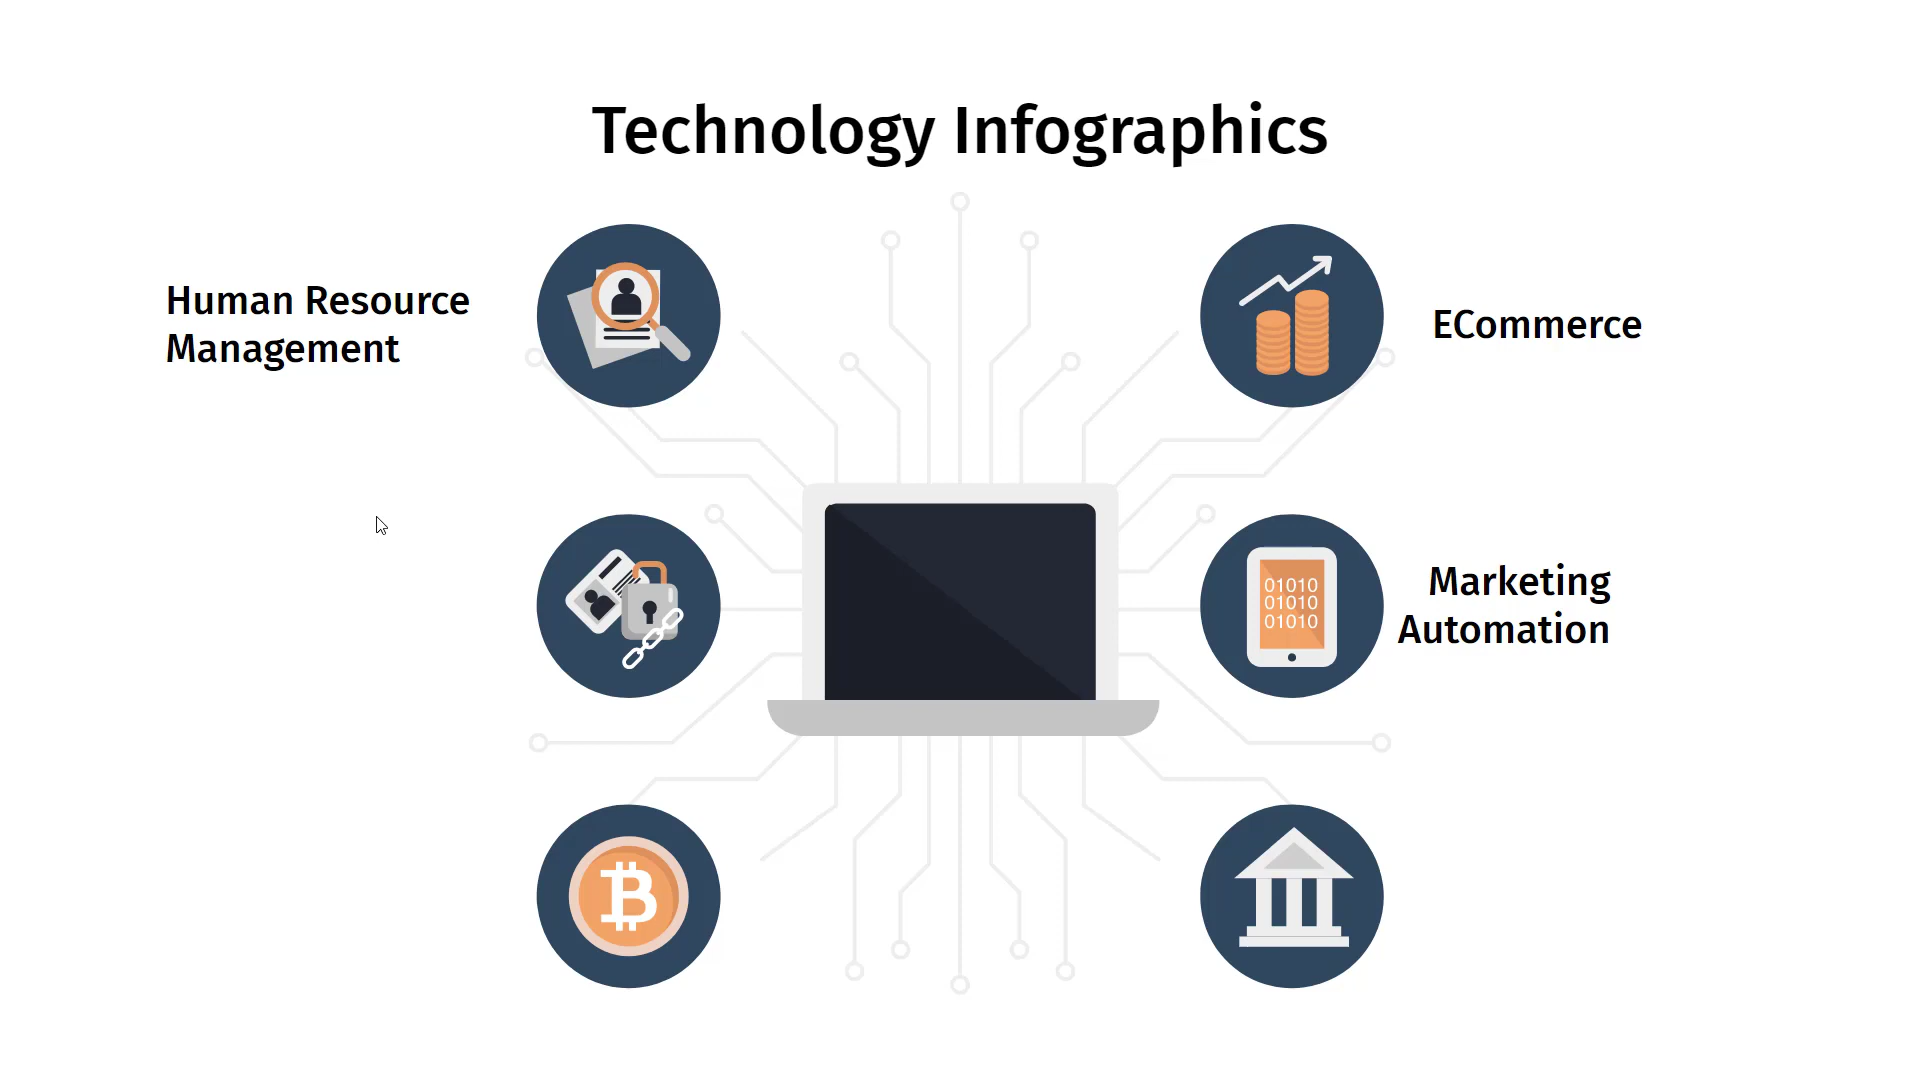 Technology Infographics
Human Resource
Management
ECommerce
01010
01010
01010
Marketing
Automation